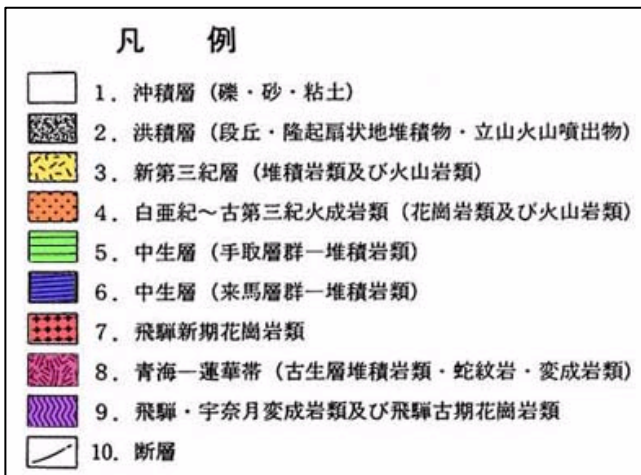 凡 例
1. 沖積層 (礫・砂・粘土)
2. 洪積層 (段丘・隆起扇状地堆積物・立山火山噴出物)
3. 新第三紀層 (堆積岩類及び火山岩類)
4. 白亜紀～古第三紀火成岩類 (花崗岩類及び火山岩類)
5. 中生層 (手取層群―堆積岩類)
6. 中生層 (来馬層群―堆積岩類)
7. 飛騨新期花崗岩類
8. 青海―蓮華帯 (古生層堆積岩類・蛇紋岩・変成岩類)
9. 飛騨・宇奈月変成岩類及び飛騨古期花崗岩類
10. 断層